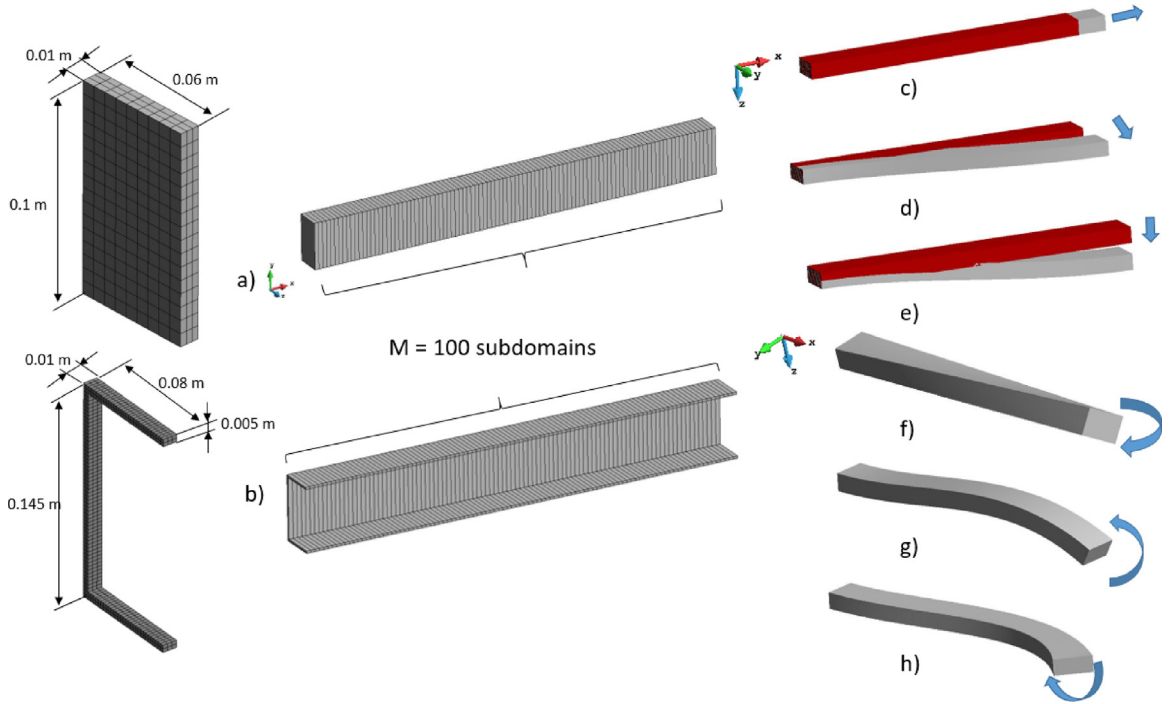 0.01 m
0.06 m
0.1 m
a)
y
x
z
x
y
z
c)
d)
e)
M = 100 subdomains
0.01 m
0.08 m
0.005 m
0.145 m
b)
y
x
z
f)
g)
h)